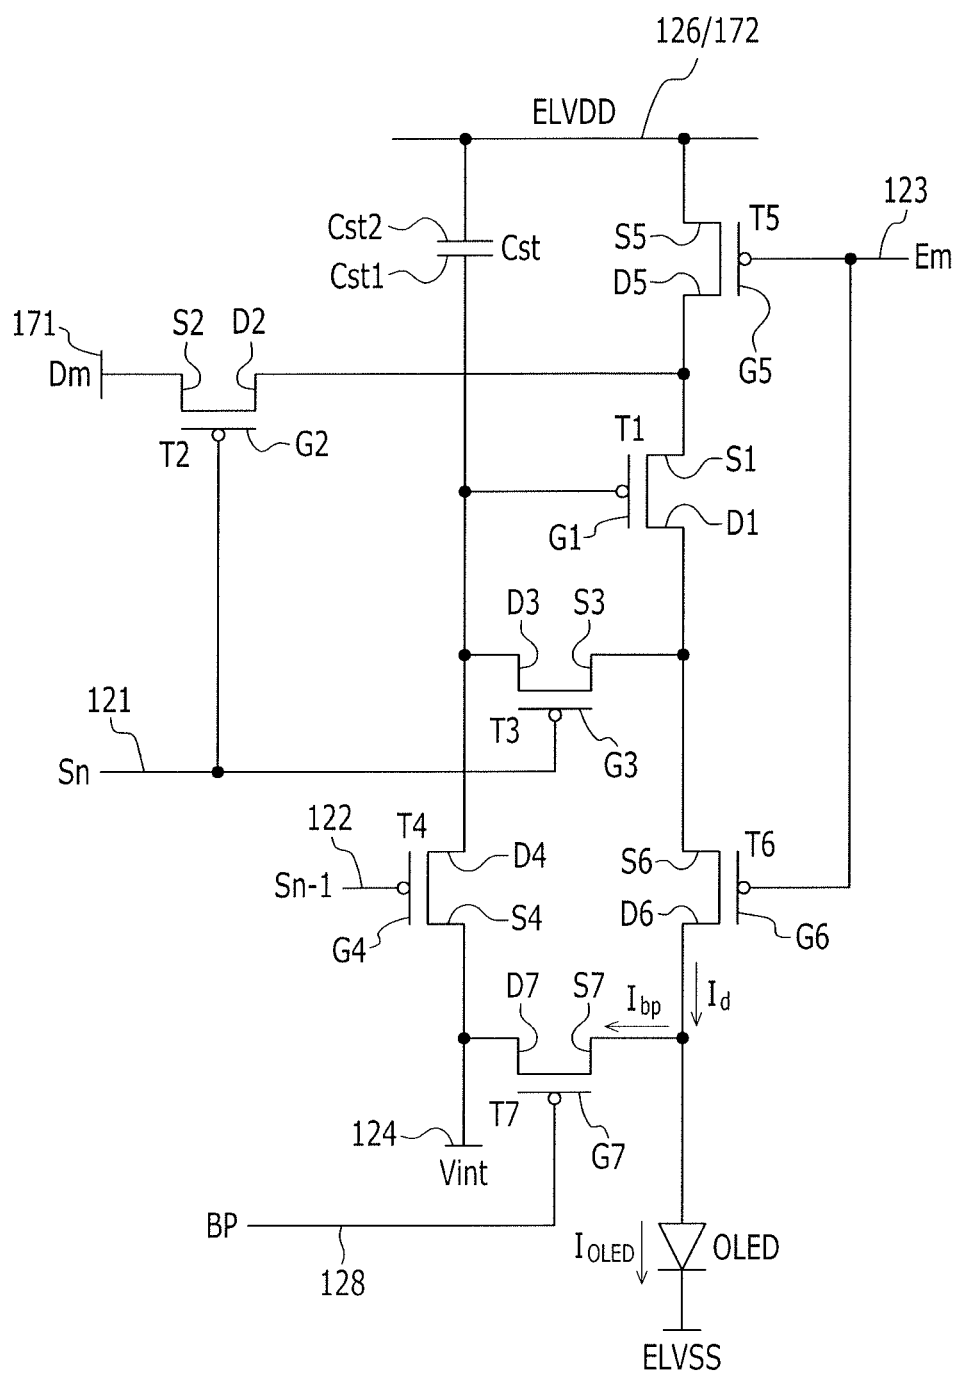 126/172
ELVDD
123
T5
Cst2
S5
Cst
Em
Cst1
D5
171
S2
D2
Dm
G5
T1
T2
G2
S1
G1
D1
D3
S3
121
T3
Sn
G3
122
T4
T6
D4
S6
Sn-1
S4
D6
G4
G6
D7
S7
Ibp
Id
T7
124
G7
Vint
BP
IOLED
OLED
128
ELVSS